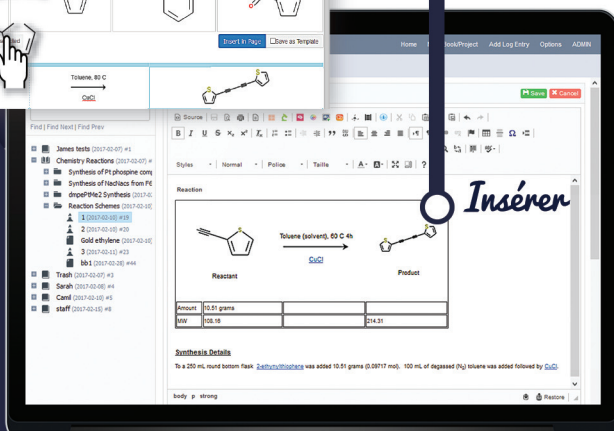 Insert in Page Save as Template
Toluene, 80 C
CuCl
Home
Add Log Entry Options ADMIN
Save Cancel
Find | Find Next | Find Prev
Source
B I U S
Styles Normal Police Taille
James tests (2017-02-07) #1
Chemistry Reactions (2017-02-07) #
Synthesis of Pt phospine comp
Synthesis of NacNacs from F6
dmpePtMe2 Synthesis (2017-0
Reaction Schemes (2017-02-10)
1 (2017-02-10) #19
2 (2017-02-10) #20
Gold ethylene (2017-02-10)
3 (2017-02-11) #23
bb1 (2017-02-28) #44
Trash (2017-02-07) #3
Sarah (2017-02-08) #4
Camil (2017-02-10) #5
staff (2017-02-15) #8
Insérer
Reaction
S
Toluene (solvent), 60 C 4h
CuCl
Reactant
Product
Amount 10.51 grams
MW 108.16 214.31
Synthesis Details
To a 250 mL round bottom flask 2-ethynylthiophene was added 10.51 grams (0.09717 mol). 100 mL of degassed (N2) toluene was added followed by CuCl.
body p strong
Restore